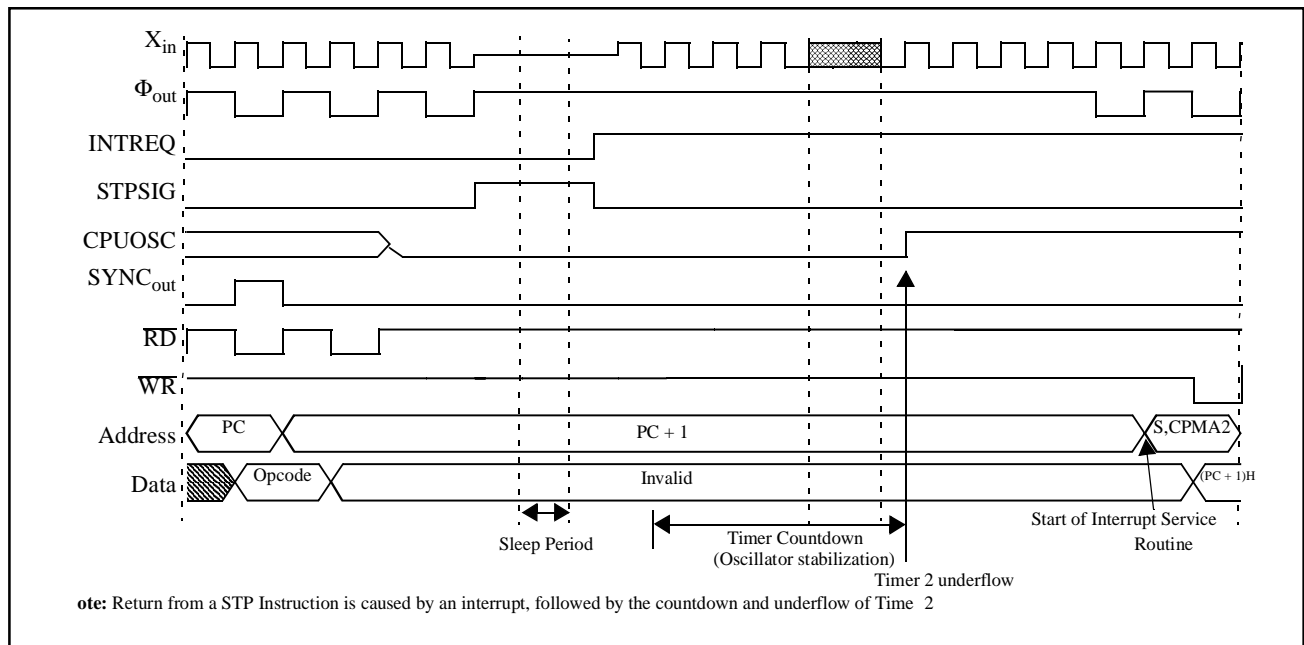 Xin
Φout
INTREQ
STPSIG
CPUOSC
SYNCout
RD
WR
Address PC PC + 1 S,CPMA2
Data Opcode Invalid (PC + 1)H
Sleep Period
Timer Countdown
(Oscillator stabilization)
Start of Interrupt Service
Routine
Timer 2 underflow
ote: Return from a STP Instruction is caused by an interrupt, followed by the countdown and underflow of Time 2